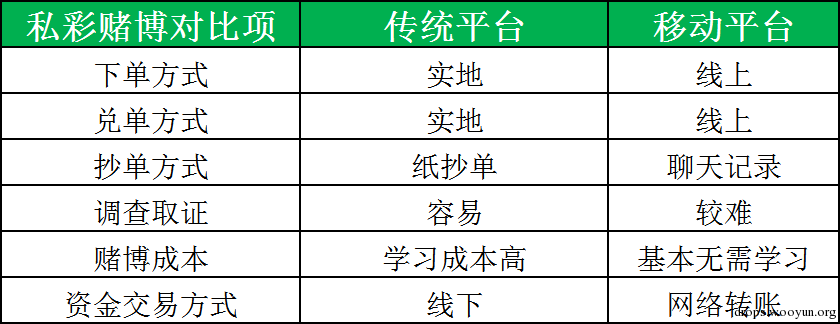 私彩赌博对比项 传统平台 移动平台
下单方式 实地 线上
兑单方式 实地 线上
抄单方式 纸抄单 聊天记录
调查取证 容易 较难
赌博成本 学习成本高 基本无需学习
资金交易方式 线下 网络转账
drops.wooyun.org